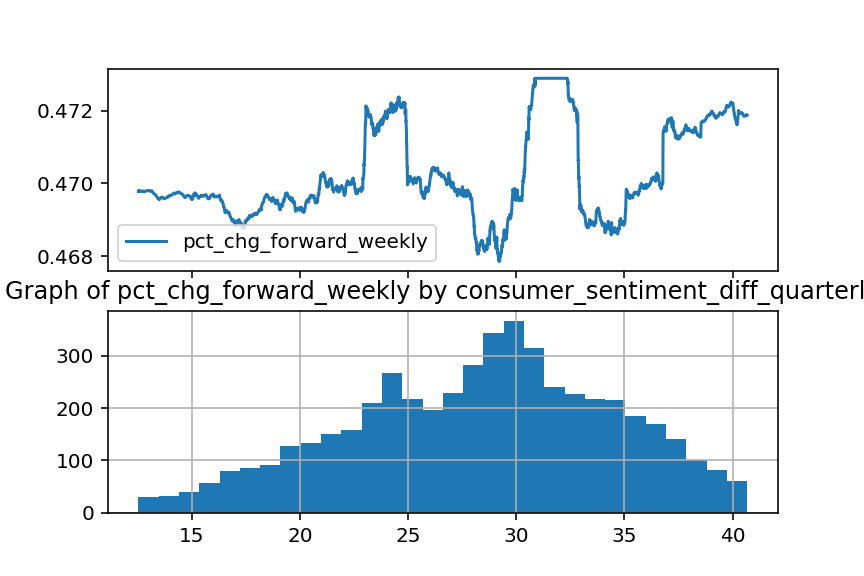 0.472
0.470
0.468
pct_chg_forward_weekly
Graph of pct_chg_forward_weekly by consumer_sentiment_diff_quarterl
300
200
100
0
15 20 25 30 35 40